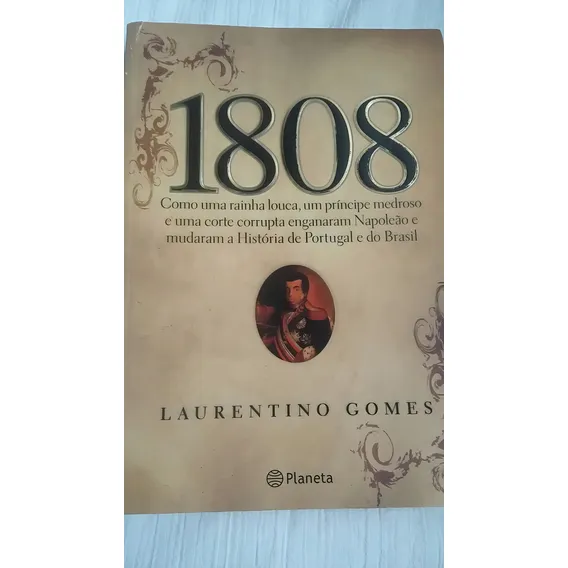 1808
Como uma rainha louca, um príncipe medroso
e uma corte corrupta enganaram Napoleão e
mudaram a História de Portugal e do Brasil
LAURENTINO GOMES
Planeta